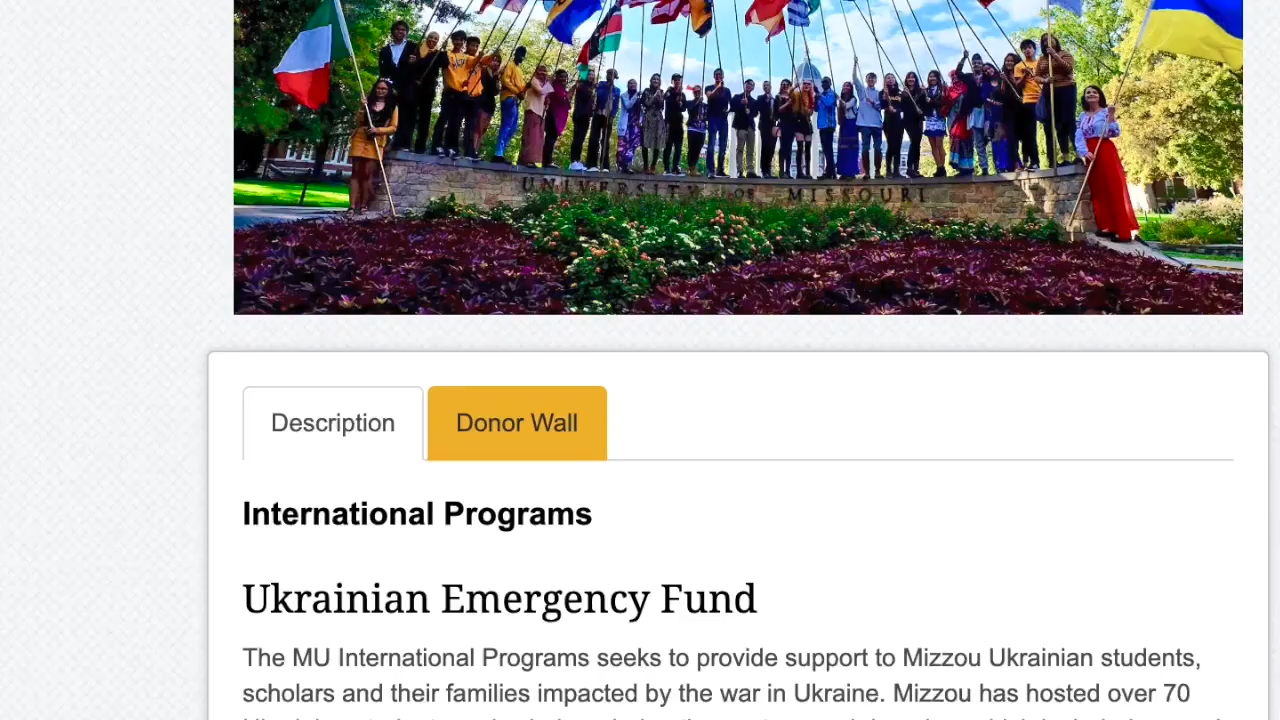 UNIVERSITY OF MISSOURI
Description
Donor Wall
International Programs
Ukrainian Emergency Fund
The MU International Programs seeks to provide support to Mizzou Ukrainian students,
scholars and their families impacted by the war in Ukraine. Mizzou has hosted over 70